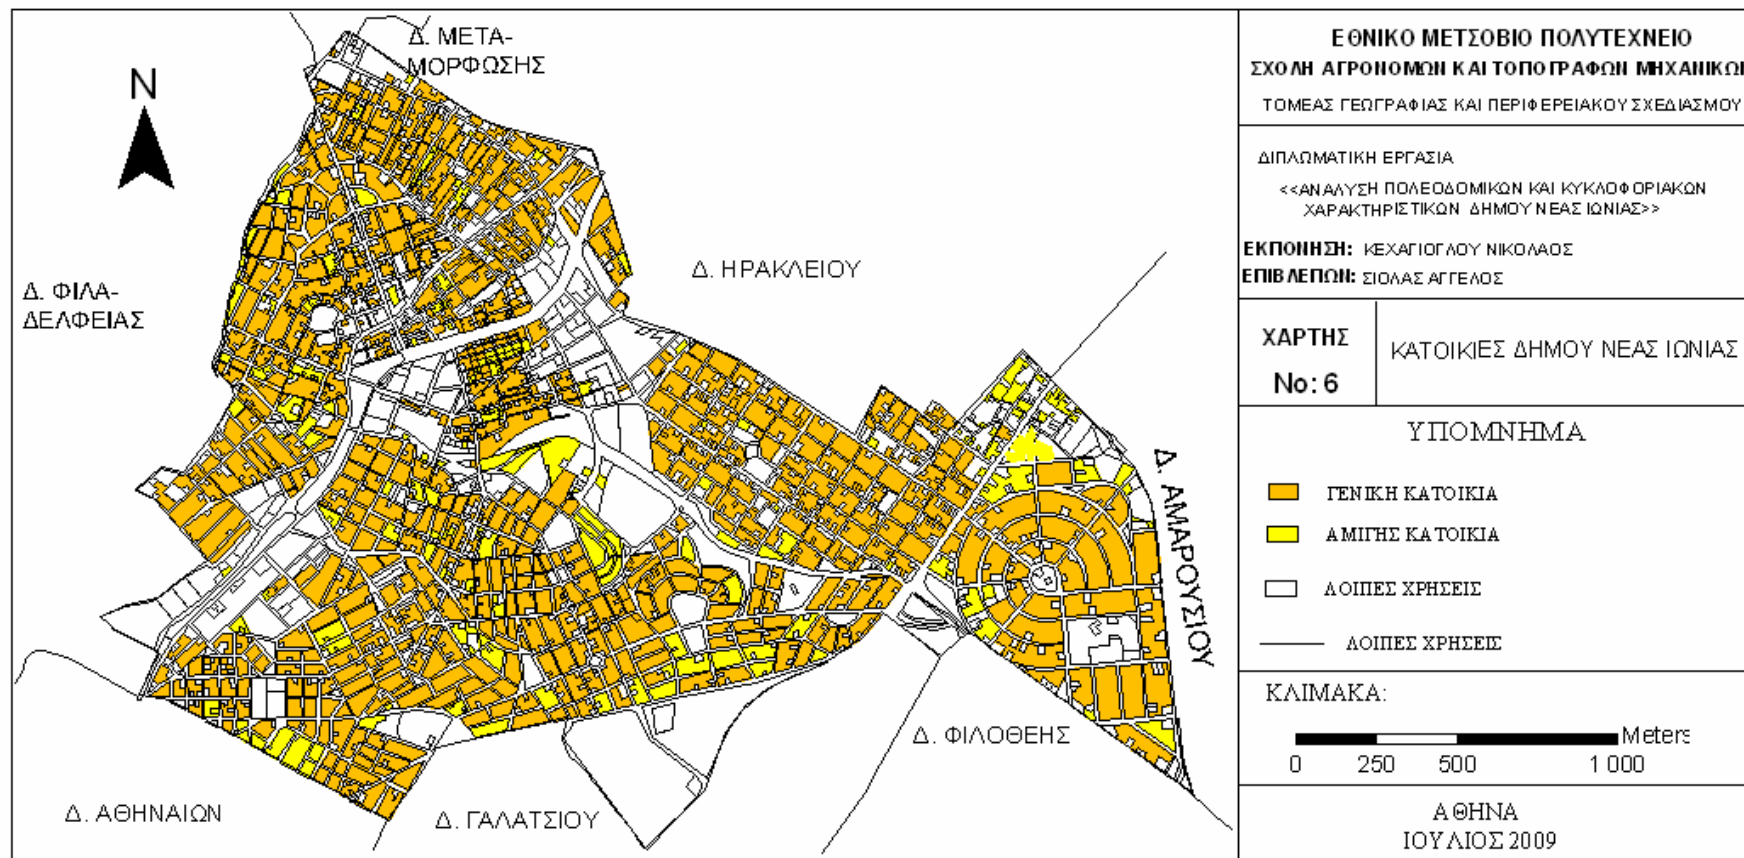 Δ. ΜΕΤΑ-
ΜΟΡΦΩΣΗΣ
N
Δ. ΗΡΑΚΛΕΙΟΥ
Δ. ΦΙΛΑ-
ΔΕΛΦΕΙΑΣ
Δ. ΑΜΑΡΟΥΣΙΟΥ
Δ. ΦΙΛΟΘΕΗΣ
Δ. ΑΘΗΝΑΙΩΝ
Δ. ΓΑΛΑΤΣΙΟΥ
ΕΘΝΙΚΟ ΜΕΤΣΟΒΙΟ ΠΟΛΥΤΕΧΝΕΙΟ
ΣΧΟΛΗ ΑΓΡΟΝΟΜΩΝ ΚΑΙ ΤΟΠΟΓΡΑΦΩΝ ΜΗΧΑΝΙΚΩΝ
ΤΟΜΕΑΣ ΓΕΩΓΡΑΦΙΑΣ ΚΑΙ ΠΕΡΙΦΕΡΕΙΑΚΟΥ ΣΧΕΔΙΑΣΜΟΥ
ΔΙΠΛΩΜΑΤΙΚΗ ΕΡΓΑΣΙΑ
<<ΑΝΑΛΥΣΗ ΠΟΛΕΟΔΟΜΙΚΩΝ ΚΑΙ ΚΥΚΛΟΦΟΡΙΑΚΩΝ
ΧΑΡΑΚΤΗΡΙΣΤΙΚΩΝ ΔΗΜΟΥ ΝΕΑΣ ΙΩΝΙΑΣ>>
ΕΚΠΟΝΗΣΗ: ΚΕΧΑΓΙΟΓΛΟΥ ΝΙΚΟΛΑΟΣ
ΕΠΙΒΛΕΠΩΝ: ΣΙΟΛΑΣ ΑΓΓΕΛΟΣ
ΧΑΡΤΗΣ
No: 6
ΚΑΤΟΙΚΙΕΣ ΔΗΜΟΥ ΝΕΑΣ ΙΩΝΙΑΣ
ΥΠΟΜΝΗΜΑ
ΓΕΝΙΚΗ ΚΑΤΟΙΚΙΑ
ΑΜΙΓΗΣ ΚΑΤΟΙΚΙΑ
ΛΟΙΠΕΣ ΧΡΗΣΕΙΣ
ΛΟΙΠΕΣ ΧΡΗΣΕΙΣ
ΚΛΙΜΑΚΑ:
Meters
0 250 500 1 000
ΑΘΗΝΑ
ΙΟΥΛΙΟΣ 2009